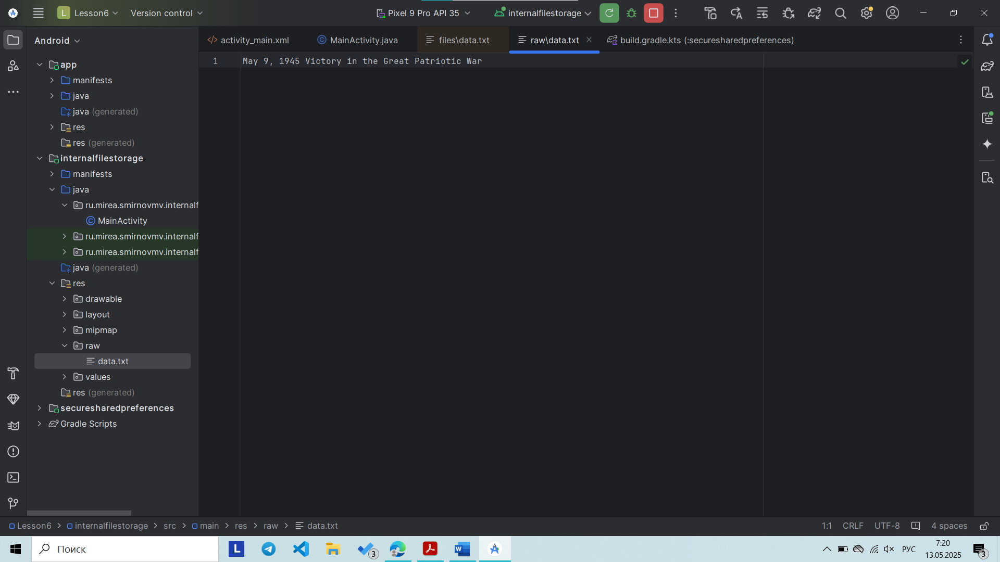 L Lesson6 Version control Pixel 9 Pro API 35 internalfilestorage
Android activity_main.xml MainActivity.java files\data.txt raw\data.txt build.gradle.kts (:securesharedpreferences)
1 May 9, 1945 Victory in the Great Patriotic War
app
manifests
java
java (generated)
res
res (generated)
internalfilestorage
manifests
java
ru.mirea.smirnovmv.internalf
MainActivity
ru.mirea.smirnovmv.internalf
ru.mirea.smirnovmv.internalf
java (generated)
res
drawable
layout
mipmap
raw
data.txt
values
res (generated)
securesharedpreferences
Gradle Scripts
Lesson6 internalfilestorage src main res raw data.txt 1:1 CRLF UTF-8 4 spaces
Поиск L 3 W РУС 7:20 3
13.05.2025